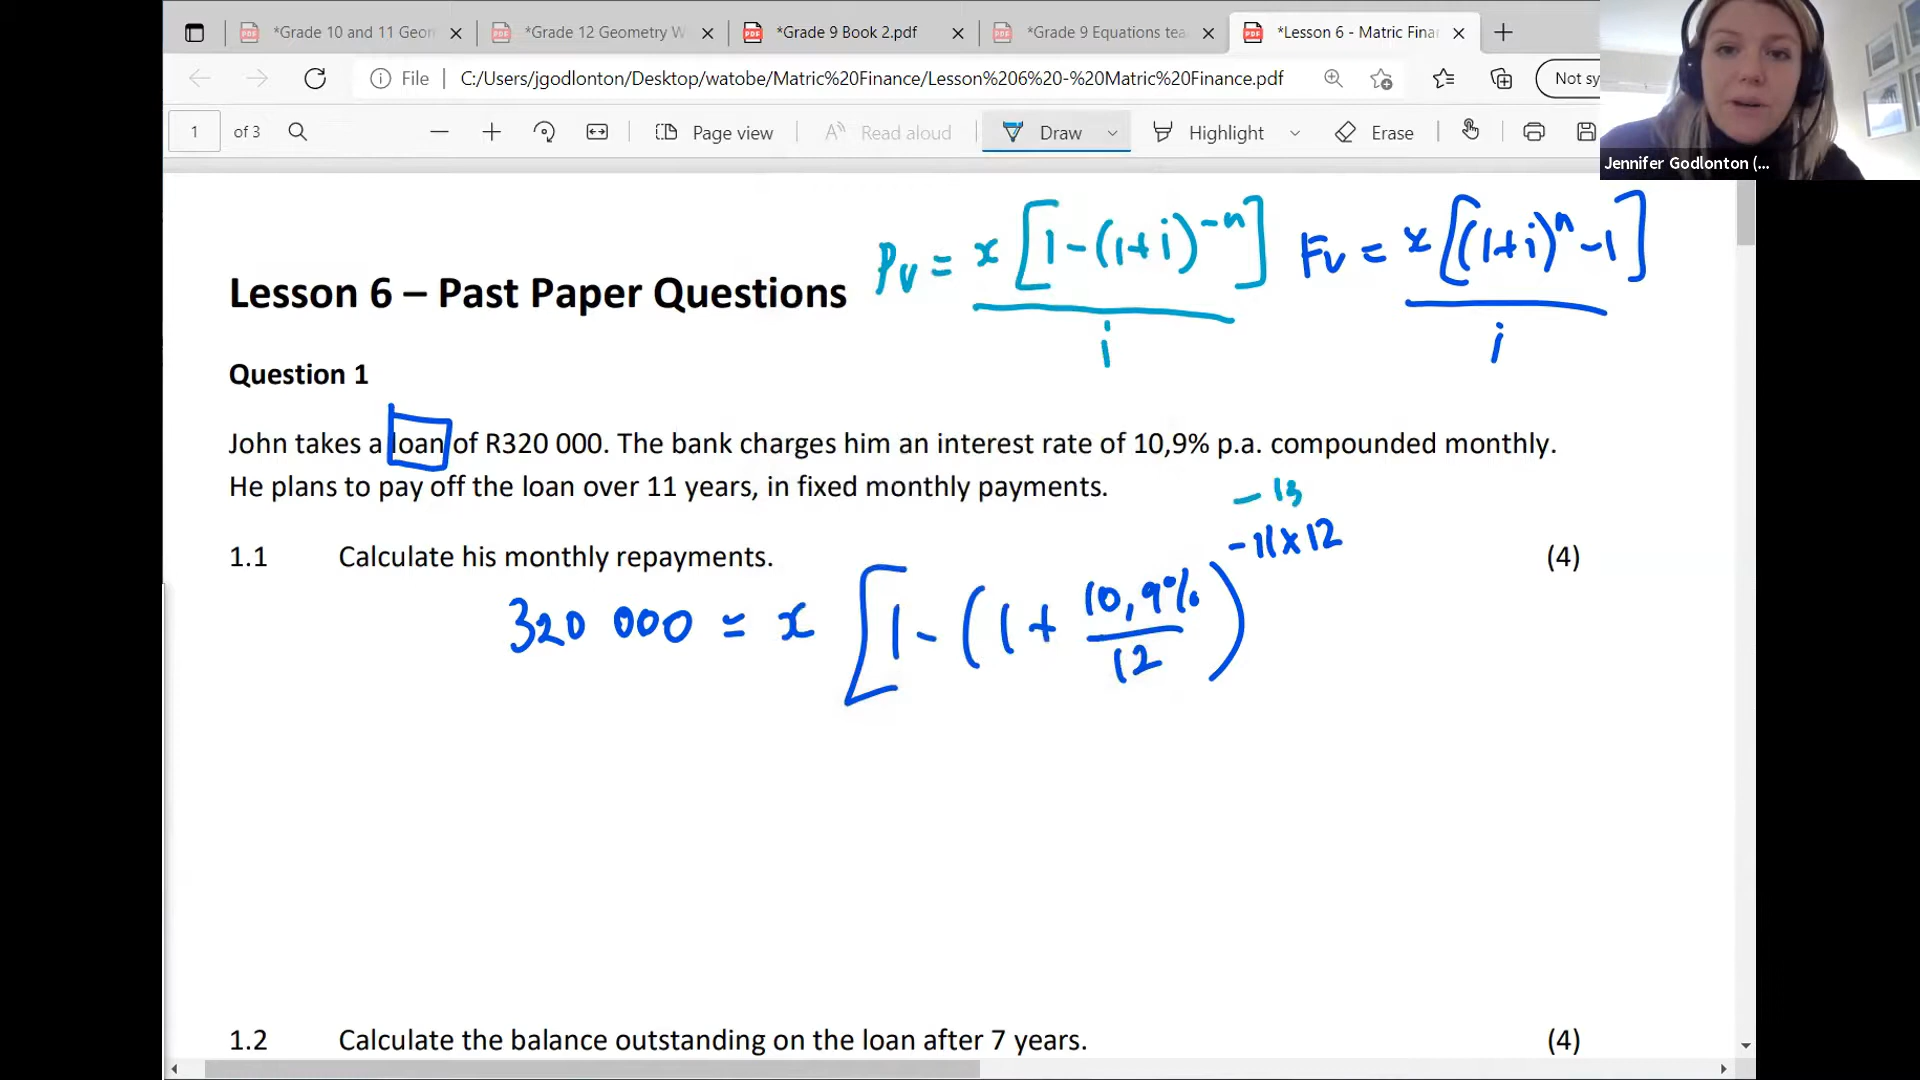 *Grade 10 and 11 Geor
*Grade 12 Geometry W
*Grade 9 Book 2.pdf
*Grade 9 Equations tea
*Lesson 6 - Matric Finar
File C:/Users/jgodlonton/Desktop/watobe/Matric%20Finance/Lesson%206%20-%20Matric%20Finance.pdf Not sy
1 of 3 Page view Read aloud Draw Highlight Erase
Jennifer Godlonton (...
Pv = x[1-(1+i)^-n] / i Fv = x[(1+i)^n -1] / i
Lesson 6 – Past Paper Questions
Question 1
John takes a loan of R320 000. The bank charges him an interest rate of 10,9% p.a. compounded monthly.
He plans to pay off the loan over 11 years, in fixed monthly payments.
1.1 Calculate his monthly repayments. (4)
-11x12
320 000 = x [1-(1+ 10,9%/12)
1.2 Calculate the balance outstanding on the loan after 7 years. (4)